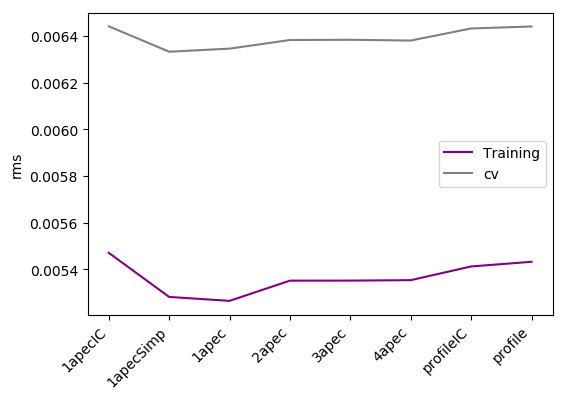 0.0064
0.0062
0.0060
0.0058
0.0056
0.0054
rms
Training
cv
1apecIC
1apecSimp
1apec
2apec
3apec
4apec
profileIC
profile